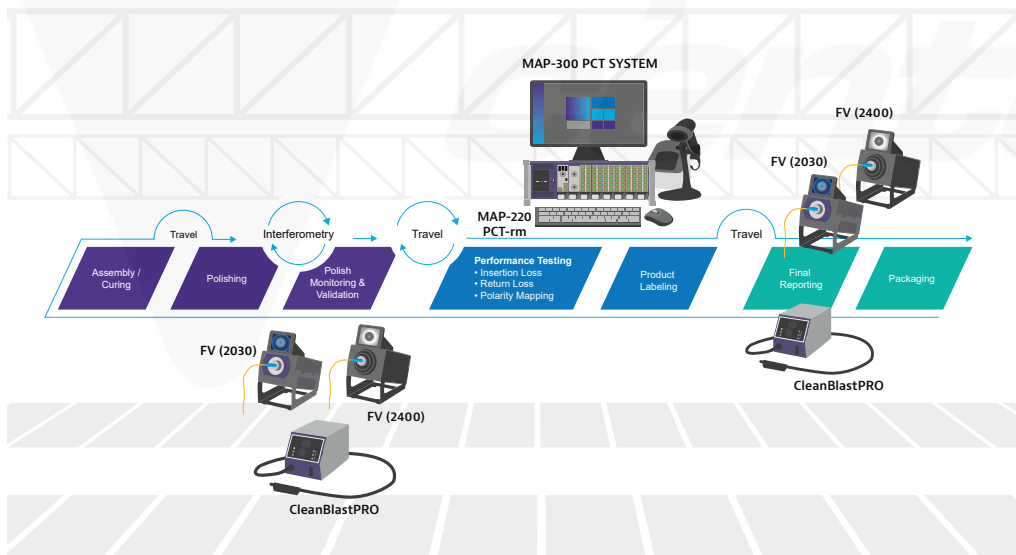 MAP-300 PCT SYSTEM
FV (2400)
FV (2030)
MAP-220
PCT-rm
Travel
Interferometry
Travel
Travel
Assembly /
Curing
Polishing
Polish
Monitoring &
Validation
Performance Testing
• Insertion Loss
• Return Loss
• Polarity Mapping
Product
Labeling
Final
Reporting
Packaging
FV (2030)
FV (2400)
CleanBlastPRO
CleanBlastPRO